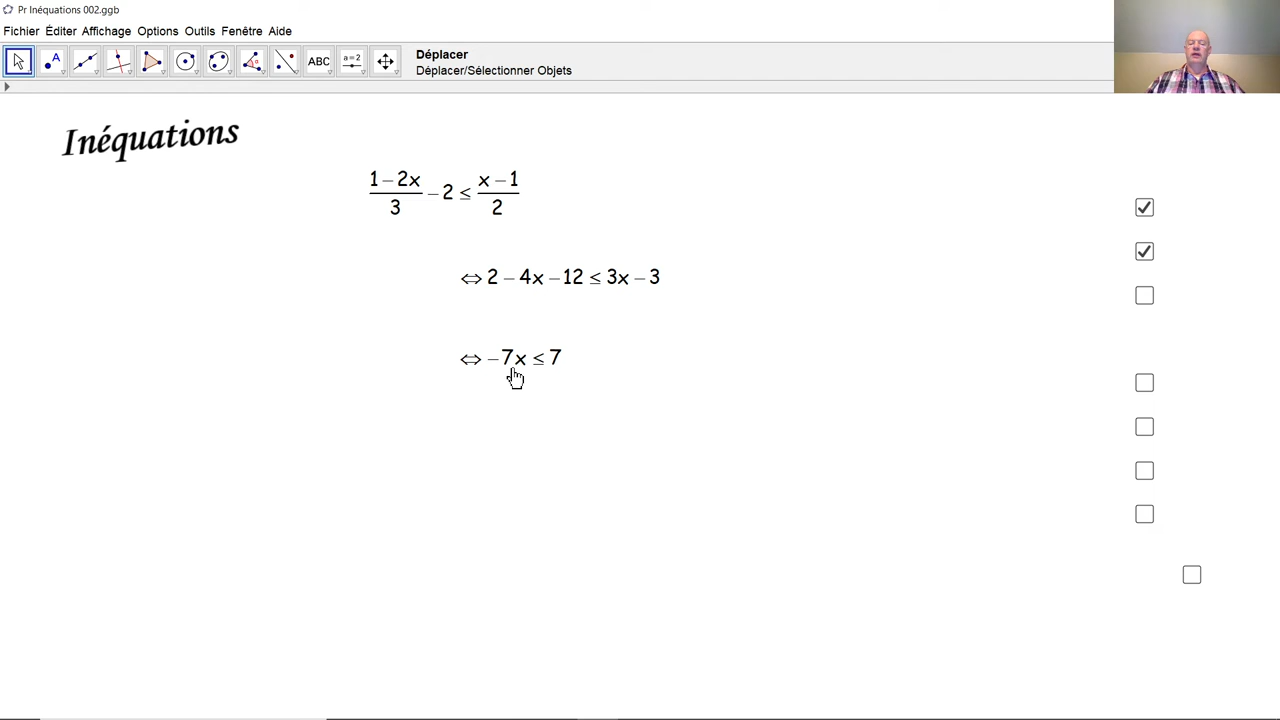 Pr Inéquations 002.ggb
Fichier Éditer Affichage Options Outils Fenêtre Aide
A ABC a=2
Déplacer
Déplacer/Sélectionner Objets
Inéquations
(1−2x)/3 −2 ≤ (x−1)/2
⇔ 2 − 4x −12 ≤ 3x − 3
⇔ −7x ≤ 7